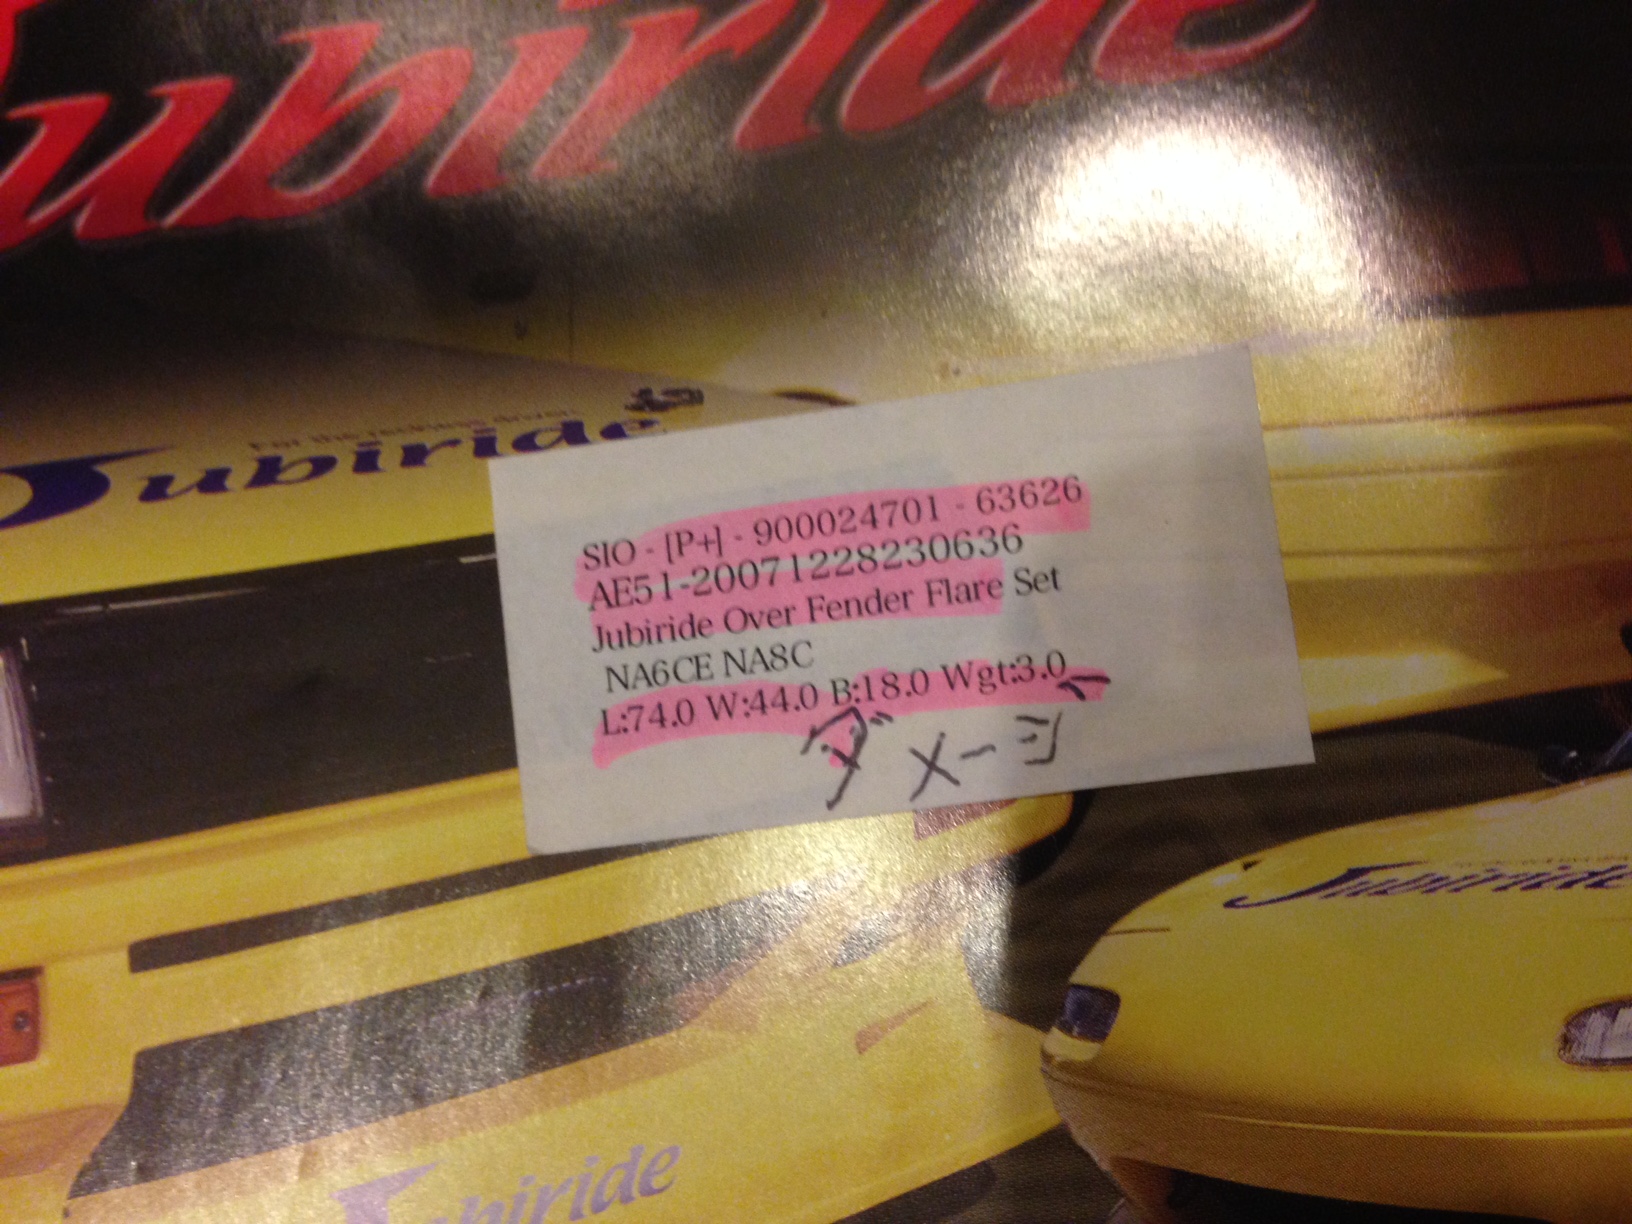 Jubiride
Jubiride
SIO - [P+] - 900024701 - 63626
AE51-20071228230636
Jubiride Over Fender Flare Set
NA6CE NA8C
L:74.0 W:44.0 B:18.0 Wgt:3.0
ダメージ
Jubiride
Jubiride